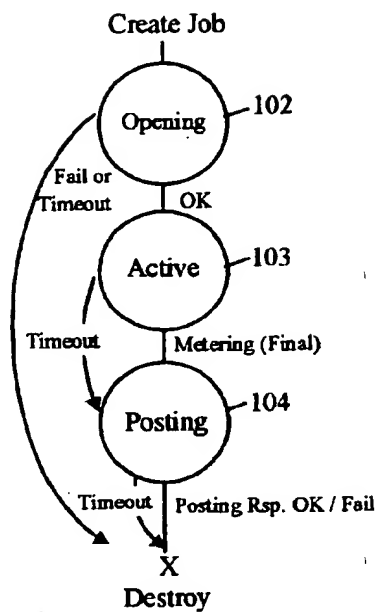 Create Job
102
Opening
Fail or
Timeout
OK
103
Active
Timeout
Metering (Final)
104
Posting
Timeout
Posting Rsp. OK / Fail
X
Destroy